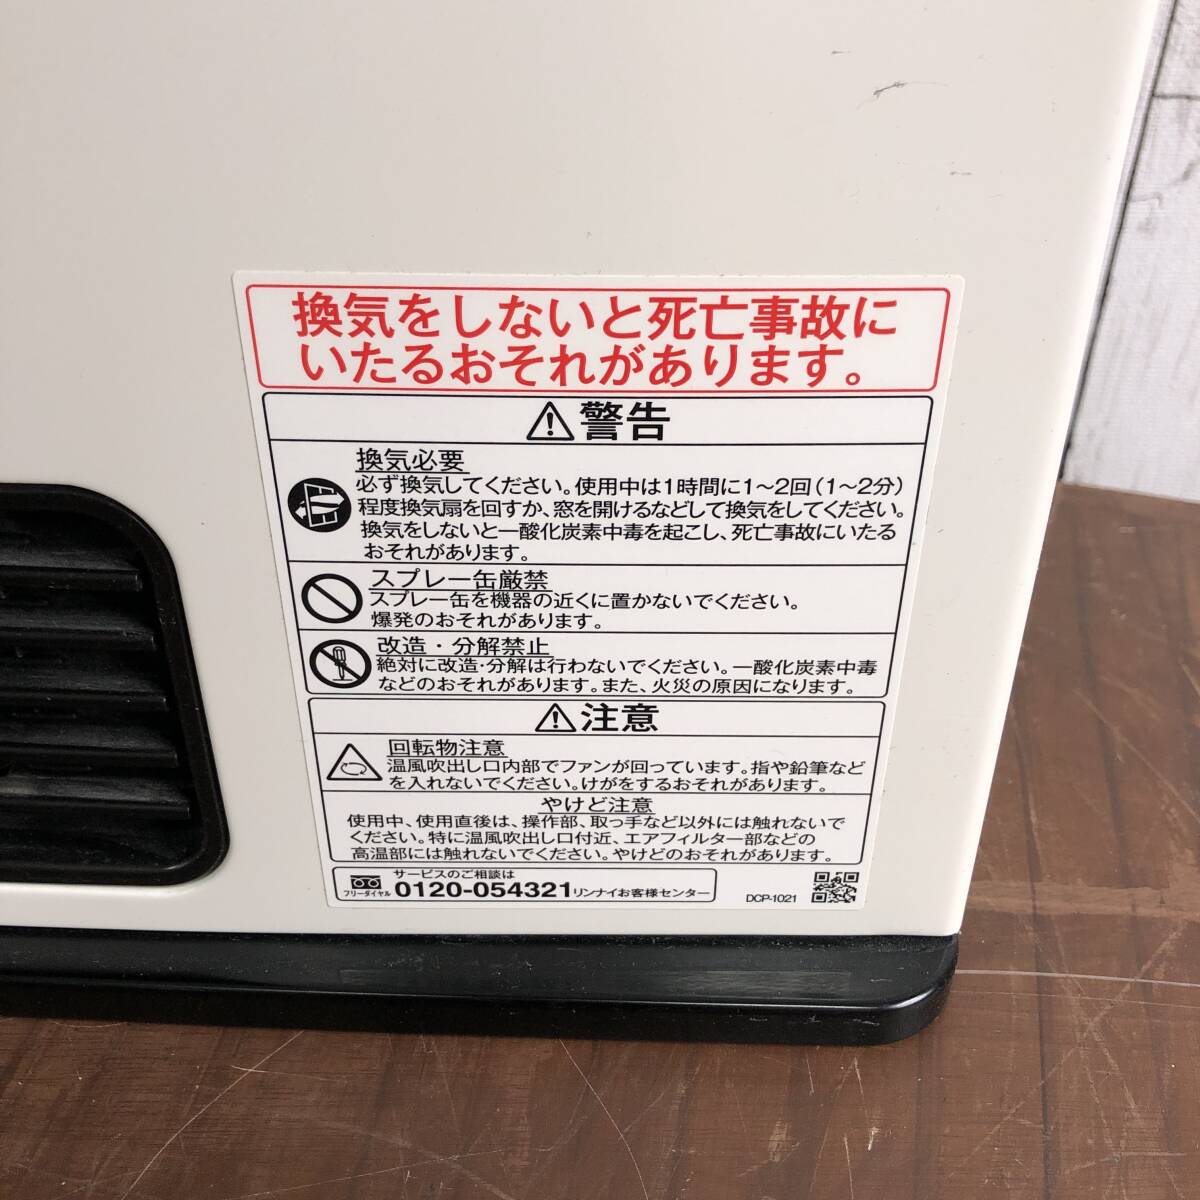 換気をしないと死亡事故に
いたるおそれがあります。
警告
換気必要
必ず換気してください。使用中は1時間に1～2回(1～2分)
程度換気扇を回すか、窓を開けるなどして換気をしてください。
換気をしないと一酸化炭素中毒を起こし、死亡事故にいたる
おそれがあります。
スプレー缶厳禁
スプレー缶を機器の近くに置かないでください。
爆発のおそれがあります。
改造・分解禁止
絶対に改造・分解は行わないでください。一酸化炭素中毒
などのおそれがあります。また、火災の原因になります。
注意
回転物注意
温風吹出し口内部でファンが回っています。指や鉛筆など
を入れないでください。けがをするおそれがあります。
やけど注意
使用中、使用直後は、操作部、取っ手など以外には触れないで
ください。特に温風吹出し口付近、エアフィルター部などの
高温部には触れないでください。やけどのおそれがあります。
サービスのご相談は
フリーダイヤル 0120-054321 リンナイお客様センター
DCP-1021